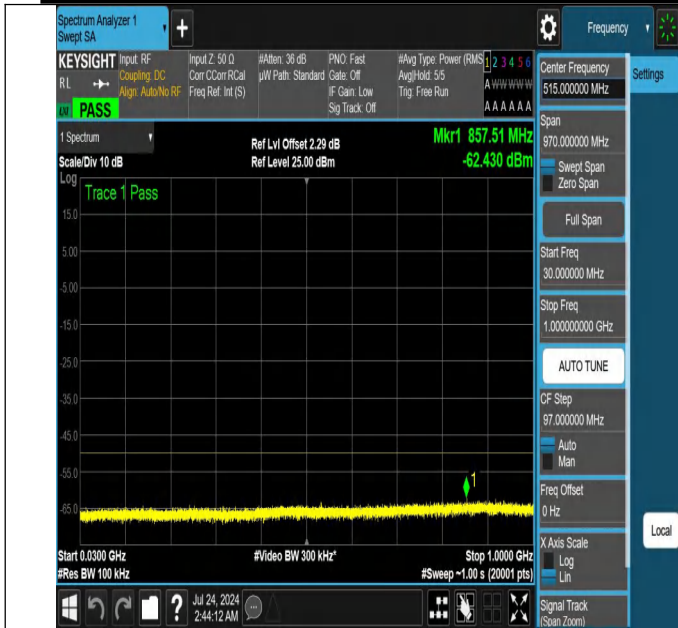 Spectrum Analyzer 1
Swept SA
+
Frequency
KEYSIGHT
RL
PASS
Input: RF
Coupling: DC
Align: Auto/No RF
Input Z: 50 Ω
Corr CCorr RCal
Freq Ref: Int (S)
#Atten: 36 dB
µW Path: Standard
PNO: Fast
Gate: Off
IF Gain: Low
Sig Track: Off
#Avg Type: Power (RMS
Avg|Hold: 5/5
Trig: Free Run
1 2 3 4 5 6
A W W W W W
A A A A A A
1 Spectrum
Scale/Div 10 dB
Ref Lvl Offset 2.29 dB
Ref Level 25.00 dBm
Mkr1 857.51 MHz
-62.430 dBm
Log
Trace 1 Pass
15.0
5.00
-5.00
-15.0
-25.0
-35.0
-45.0
-55.0
-65.0
1
Start 0.0300 GHz
#Res BW 100 kHz
#Video BW 300 kHz*
Stop 1.0000 GHz
#Sweep ~1.00 s (20001 pts)
Center Frequency
515.000000 MHz
Settings
Span
970.000000 MHz
Swept Span
Zero Span
Full Span
Start Freq
30.000000 MHz
Stop Freq
1.000000000 GHz
AUTO TUNE
CF Step
97.000000 MHz
Auto
Man
Freq Offset
0 Hz
X Axis Scale
Log
Lin
Local
Signal Track
(Span Zoom)
?
Jul 24, 2024
2:44:12 AM